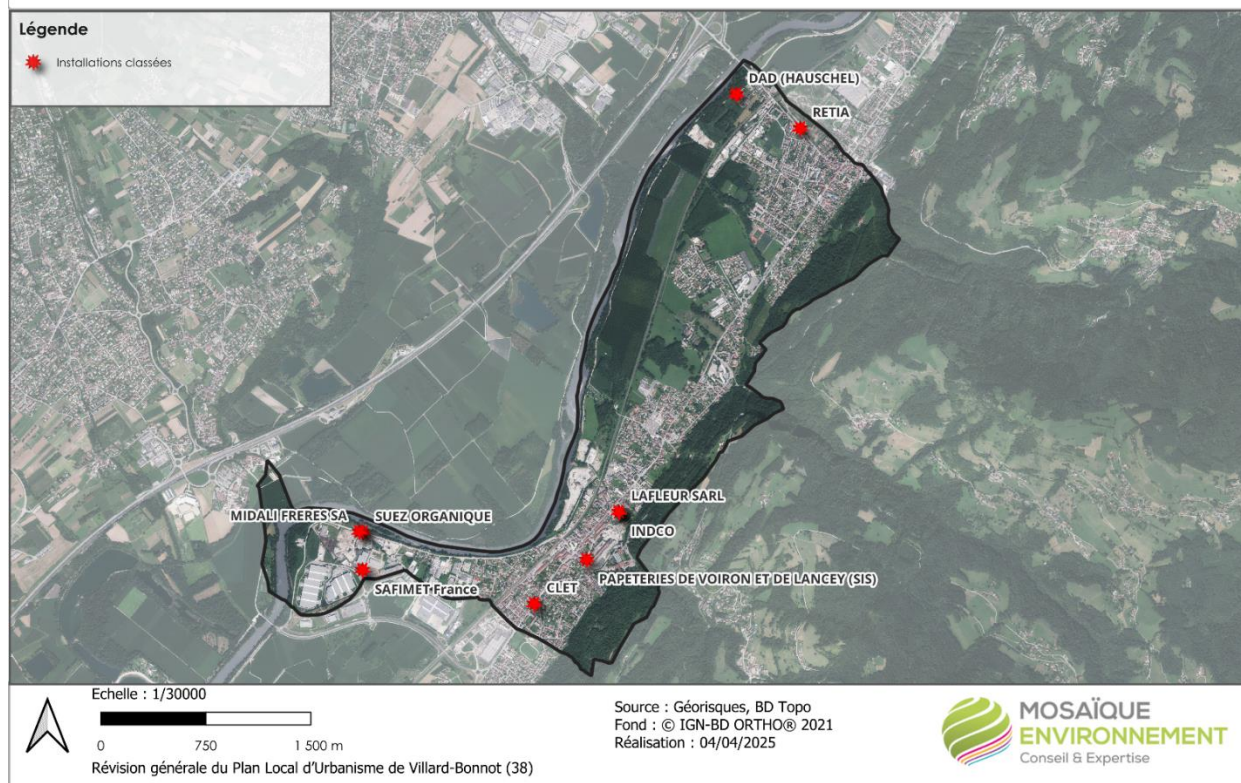 Légende
Installations classées
DAD (HAUSCHEL)
RETIA
LAFLEUR SARL
INDCO
MIDALI FRERES SA
SUEZ ORGANIQUE
SAFIMET France
PAPETERIES DE VOIRON ET DE LANCEY (SIS)
CLET
Echelle : 1/30000
0 750 1 500 m
Révision générale du Plan Local d'Urbanisme de Villard-Bonnot (38)
Source : Géorisques, BD Topo
Fond : © IGN-BD ORTHO® 2021
Réalisation : 04/04/2025
MOSAÏQUE
ENVIRONNEMENT
Conseil & Expertise